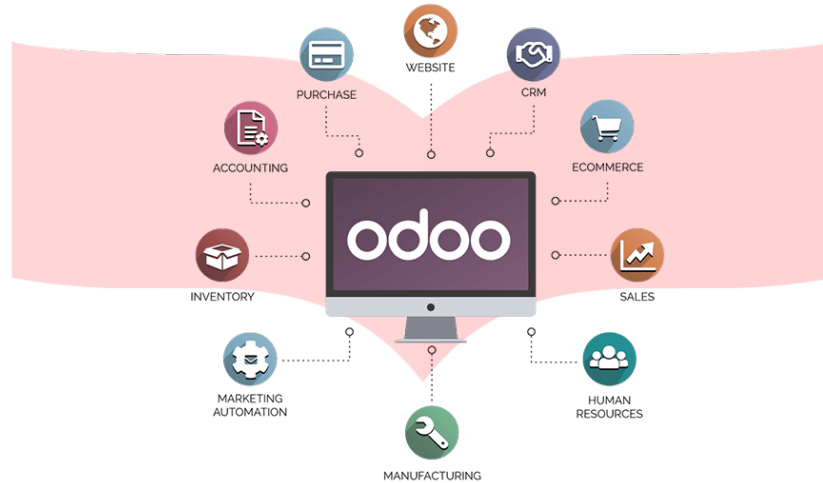 WEBSITE
PURCHASE
CRM
ACCOUNTING
ECOMMERCE
odoo
INVENTORY
SALES
MARKETING
AUTOMATION
HUMAN
RESOURCES
MANUFACTURING